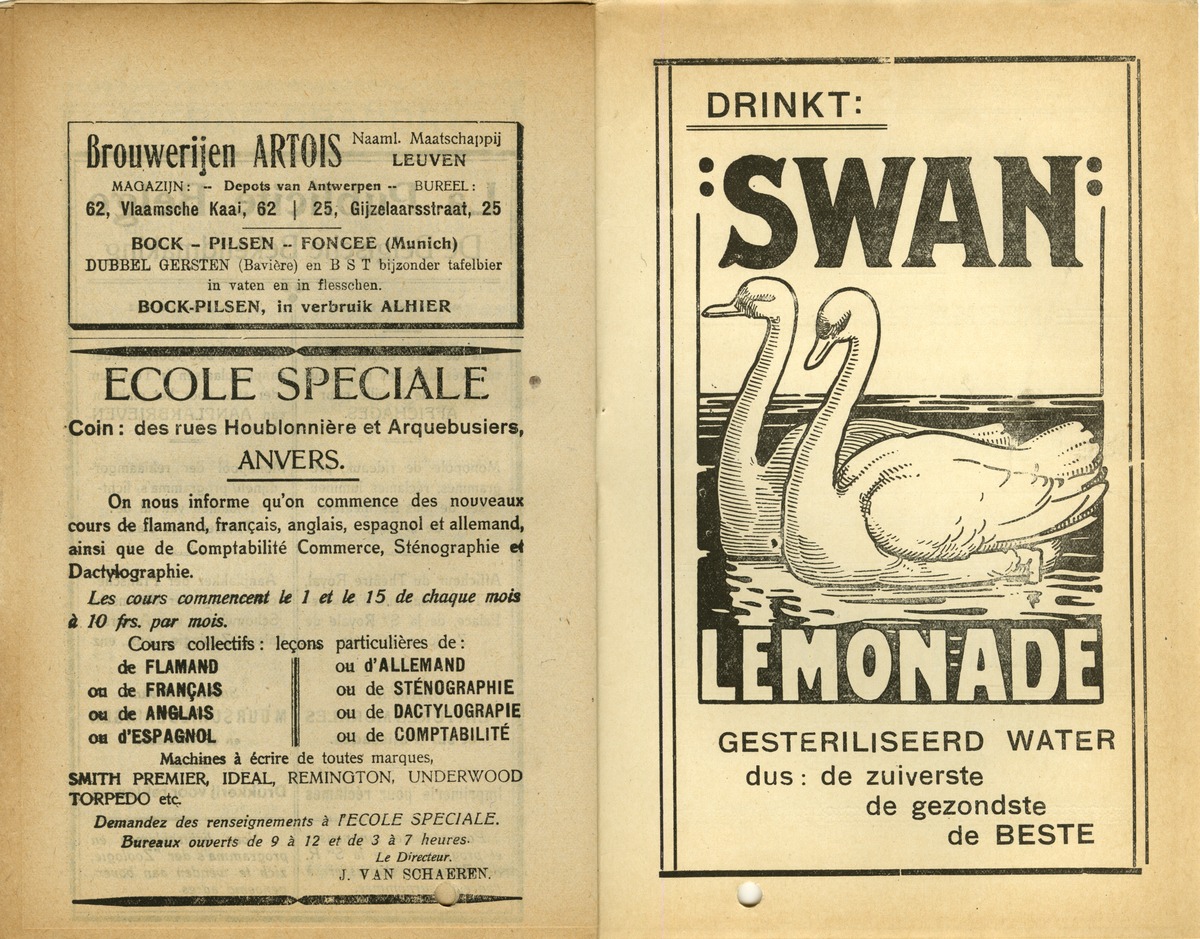 Brouwerijen ARTOIS Naaml. Maatschappij
LEUVEN
MAGAZIJN: -- Depots van Antwerpen -- BUREEL:
62, Vlaamsche Kaai, 62 | 25, Gijzelaarsstraat, 25
BOCK - PILSEN -- FONCEE (Munich)
DUBBEL GERSTEN (Bavière) en B S T bijzonder tafelbier
in vaten en in flesschen.
BOCK-PILSEN, in verbruik ALHIER
ECOLE SPECIALE
Coin: des rues Houblonnière et Arquebusiers,
ANVERS.
On nous informe qu'on commence des nouveaux
cours de flamand, français, anglais, espagnol et allemand,
ainsi que de Comptabilité Commerce, Sténographie et
Dactylographie.
Les cours commencent le 1 et le 15 de chaque mois
à 10 frs. par mois.
Cours collectifs: leçons particulières de:
de FLAMAND ou d'ALLEMAND
ou de FRANÇAIS ou de STÉNOGRAPHIE
ou de ANGLAIS ou de DACTYLOGRAPIE
ou d'ESPAGNOL ou de COMPTABILITÉ
Machines à écrire de toutes marques,
SMITH PREMIER, IDEAL, REMINGTON, UNDERWOOD
TORPEDO etc.
Demandez des renseignements à l'ECOLE SPECIALE.
Bureaux ouverts de 9 à 12 et de 3 à 7 heures.
Le Directeur.
J. VAN SCHAEREN.
DRINKT:
:SWAN:
LEMONADE
GESTERILISEERD WATER
dus: de zuiverste
de gezondste
de BESTE